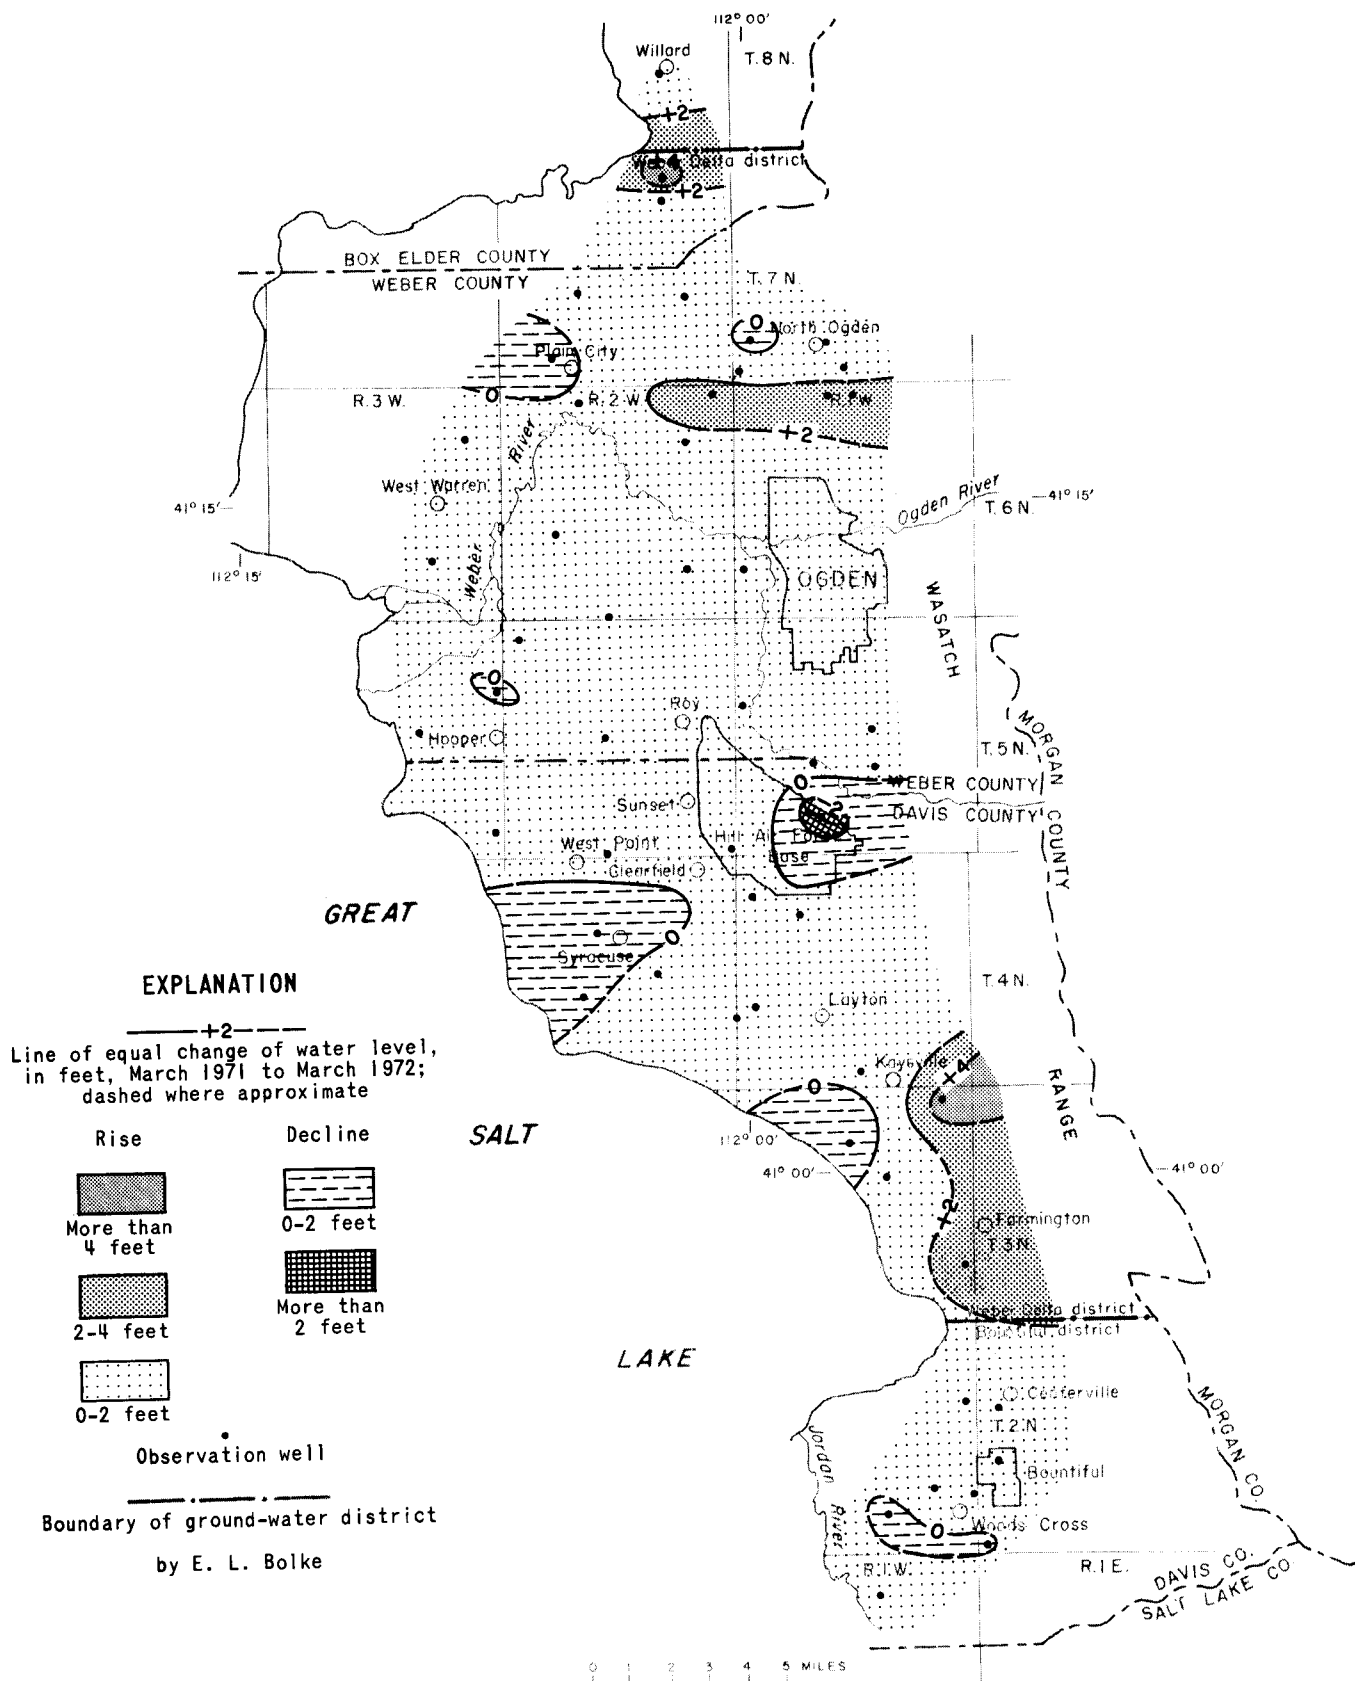 112° 00'
Willard
T. 8 N.
+2
+4
Weber Delta district
+2
BOX ELDER COUNTY
WEBER COUNTY
T. 7 N.
0
North Ogden
Plain City
0
R. 3 W.
R. 2 W.
R. 1 W.
+2
River
West Warren
Ogden River
41° 15'
T. 6 N.
41° 15'
Weber
112° 15'
OGDEN
WASATCH
0
Roy
Hooper
MORGAN COUNTY
T. 5 N.
0
WEBER COUNTY
-2
Sunset
DAVIS COUNTY
Hill Air Force
Base
West Point
Clearfield
GREAT
0
Syracuse
EXPLANATION
T. 4 N.
Layton
+2
Line of equal change of water level,
in feet, March 1971 to March 1972;
dashed where approximate
Kaysville
+4
RANGE
0
Rise
Decline
SALT
112° 00'
41° 00'
41° 00'
More than
4 feet
0-2 feet
+2
Farmington
T. 3 N.
2-4 feet
More than
2 feet
Weber Delta district
Bountiful district
LAKE
0-2 feet
Centerville
T. 2 N
MORGAN CO.
Observation well
Jordan River
Bountiful
Boundary of ground-water district
0
Woods Cross
by E. L. Bolke
R. 1 W.
R. 1 E.
DAVIS CO.
SALT LAKE CO
0 1 2 3 4 5 MILES